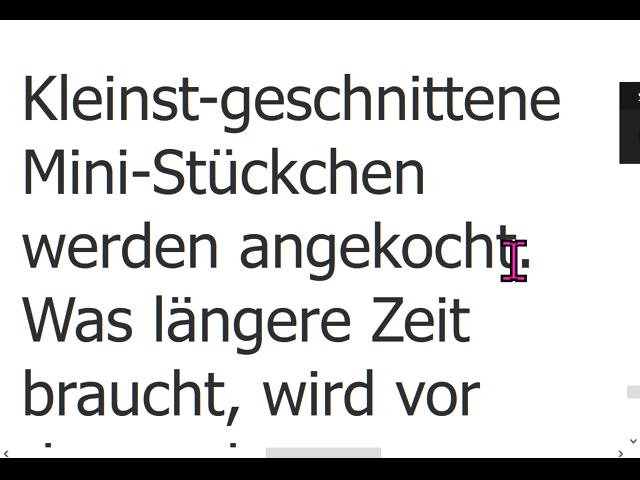 Kleinst-geschnittene
Mini-Stückchen
werden angekocht.
Was längere Zeit
braucht, wird vor